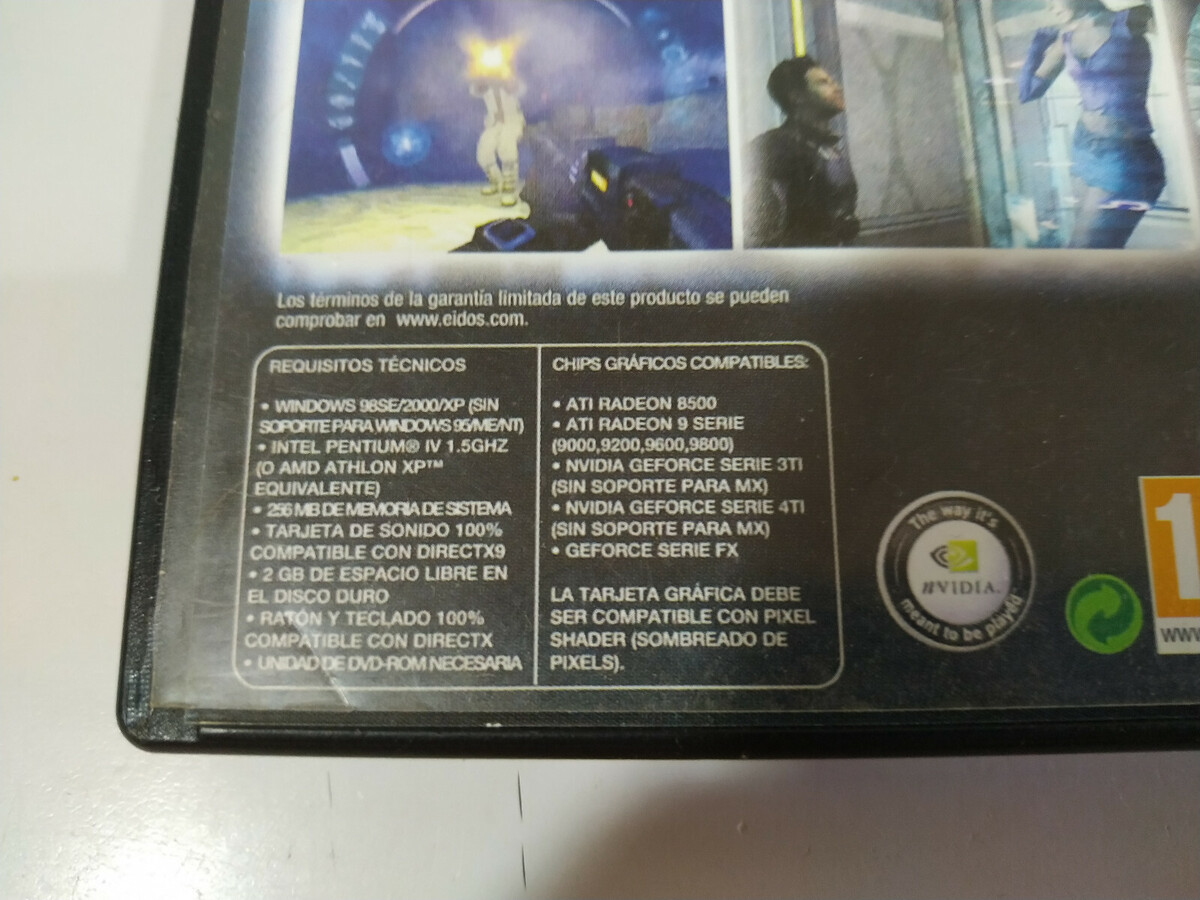 Los términos de la garantía limitada de este producto se pueden
comprobar en www.eidos.com.
REQUISITOS TÉCNICOS
• WINDOWS 98SE/2000/XP (SIN
SOPORTE PARA WINDOWS 95/ME/NT)
• INTEL PENTIUM® IV 1.5GHZ
(O AMD ATHLON XP™
EQUIVALENTE)
• 256 MB DE MEMORIA DE SISTEMA
• TARJETA DE SONIDO 100%
COMPATIBLE CON DIRECTX9
• 2 GB DE ESPACIO LIBRE EN
EL DISCO DURO
• RATÓN Y TECLADO 100%
COMPATIBLE CON DIRECTX
• UNIDAD DE DVD-ROM NECESARIA
CHIPS GRÁFICOS COMPATIBLES:
• ATI RADEON 8500
• ATI RADEON 9 SERIE
(9000,9200,9600,9800)
• NVIDIA GEFORCE SERIE 3TI
(SIN SOPORTE PARA MX)
• NVIDIA GEFORCE SERIE 4TI
(SIN SOPORTE PARA MX)
• GEFORCE SERIE FX
LA TARJETA GRÁFICA DEBE
SER COMPATIBLE CON PIXEL
SHADER (SOMBREADO DE
PIXELS).
The way it's
nVIDIA.
meant to be played
1
WWW